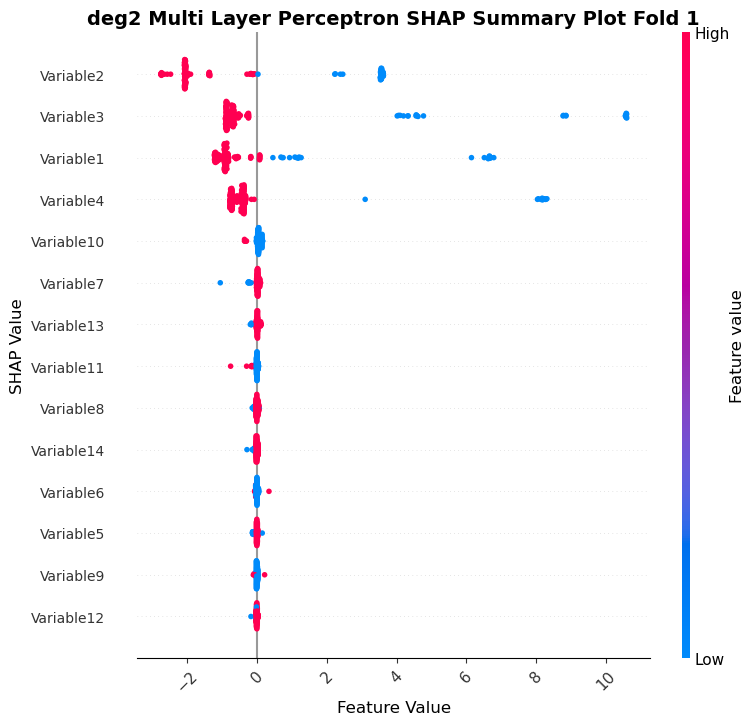 deg2 Multi Layer Perceptron SHAP Summary Plot Fold 1
High
Variable2
Variable3
Variable1
Variable4
Variable10
Variable7
Variable13
Variable11
Variable8
Variable14
Variable6
Variable5
Variable9
Variable12
SHAP Value
Feature value
Low
−2
0
2
4
6
8
10
Feature Value